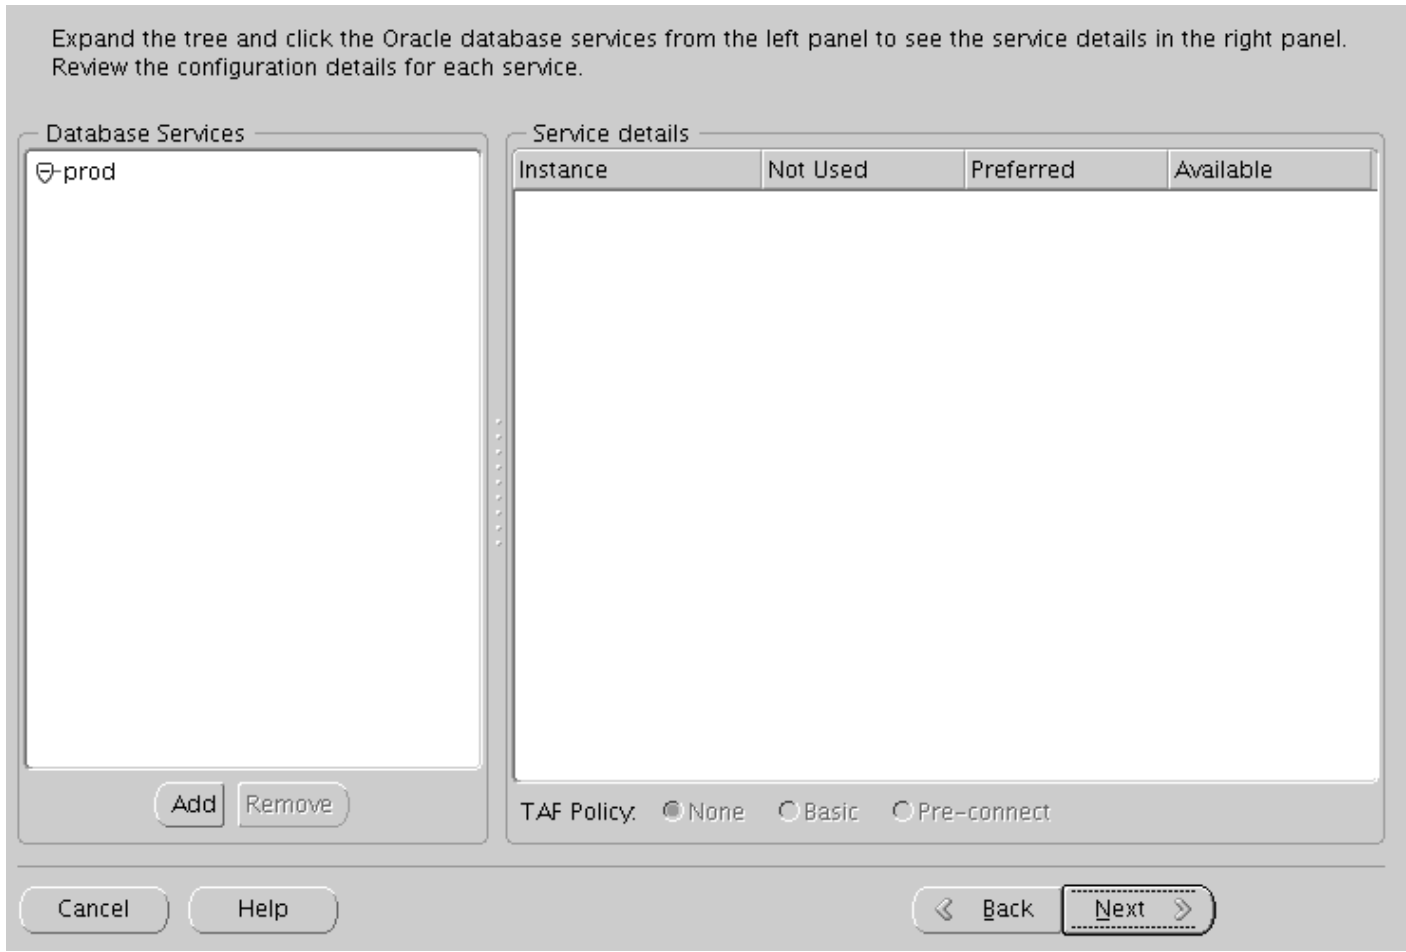 Expand the tree and click the Oracle database services from the left panel to see the service details in the right panel.
Review the configuration details for each service.
Database Services
prod
Add Remove
Service details
Instance Not Used Preferred Available
TAF Policy: None Basic Pre-connect
Cancel Help Back Next